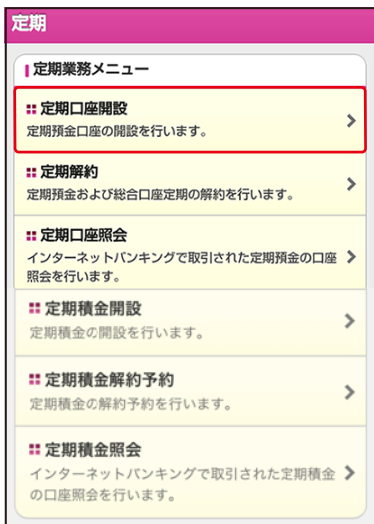 定期
定期業務メニュー
定期口座開設
定期預金口座の開設を行います。
定期解約
定期預金および総合口座定期の解約を行います。
定期口座照会
インターネットバンキングで取引された定期預金の口座
照会を行います。
定期積金開設
定期積金の開設を行います。
定期積金解約予約
定期積金の解約予約を行います。
定期積金照会
インターネットバンキングで取引された定期積金
の口座照会を行います。